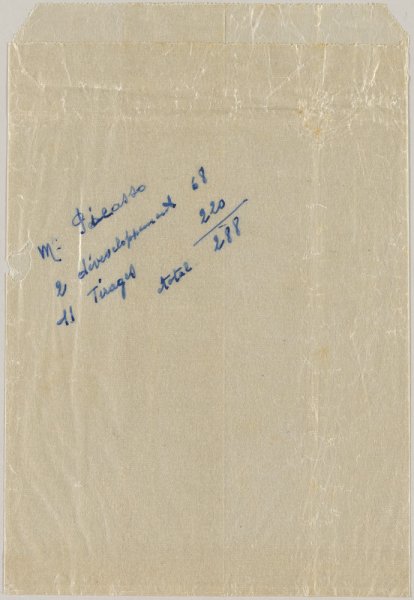 Mr Picasso
2 développement 68
11 Tirages 220
total 288